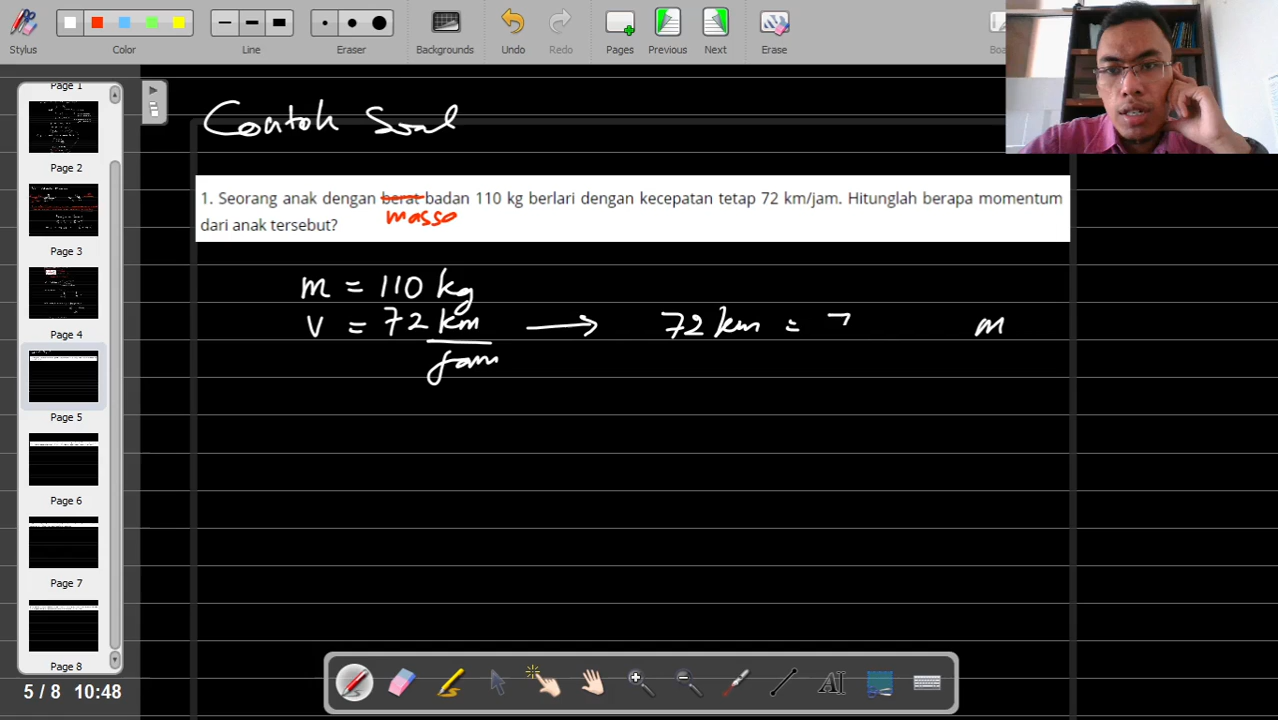 Stylus
Color
Line
Eraser
Backgrounds
Undo
Redo
Pages
Previous
Next
Erase
Page 1
Page 2
Page 3
Page 4
Page 5
Page 6
Page 7
Page 8
5 / 8 10:48
Contoh Soal
1. Seorang anak dengan berat badan 110 kg berlari dengan kecepatan tetap 72 km/jam. Hitunglah berapa momentum
massa
dari anak tersebut?
m = 110 kg
v = 72 km → 72 km = 7 m
jam
AI